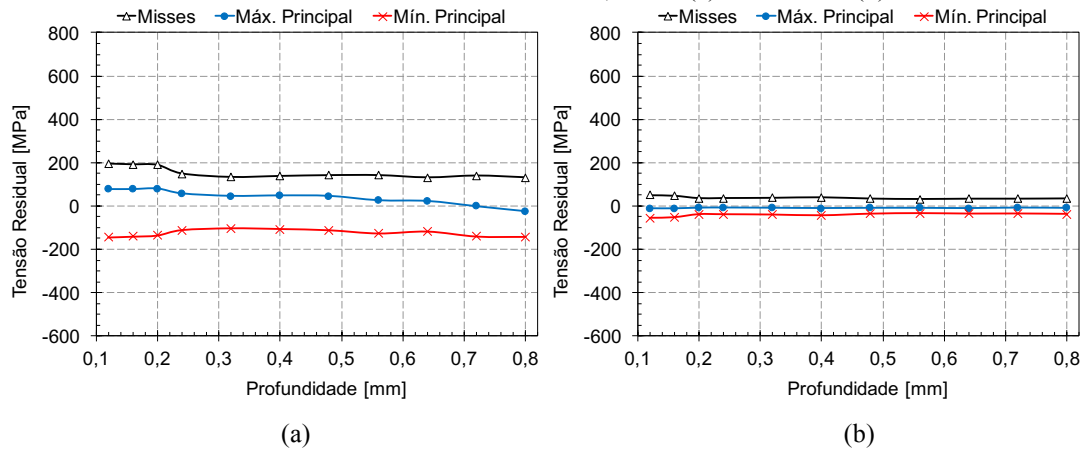 Misses Máx. Principal Mín. Principal
800
600
400
200
0
-200
-400
-600
0,1 0,2 0,3 0,4 0,5 0,6 0,7 0,8
Tensão Residual [MPa]
Profundidade [mm]
(a)
Misses Máx. Principal Mín. Principal
800
600
400
200
0
-200
-400
-600
0,1 0,2 0,3 0,4 0,5 0,6 0,7 0,8
Tensão Residual [MPa]
Profundidade [mm]
(b)